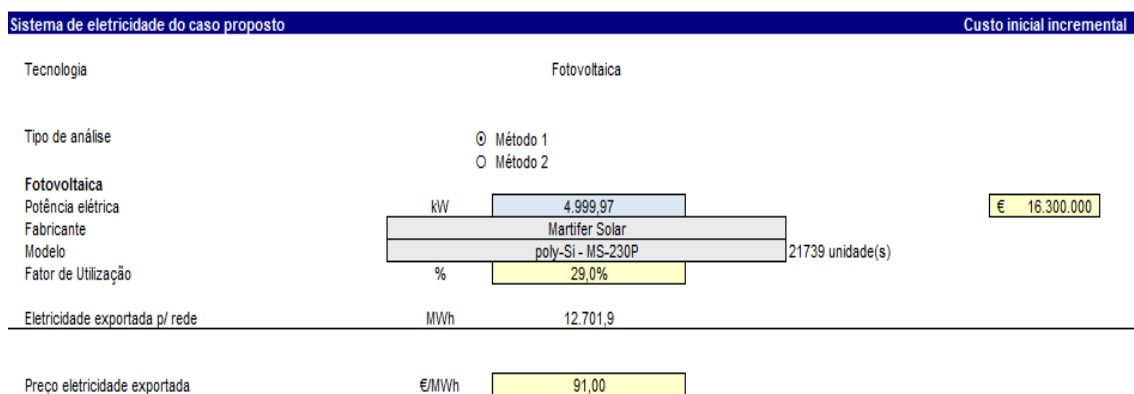 Sistema de eletricidade do caso proposto Custo inicial incremental
Tecnologia Fotovoltaica
Tipo de análise Método 1
Método 2
Fotovoltaica
Potência elétrica kW 4.999,97 € 16.300.000
Fabricante Martifer Solar
Modelo poly-Si - MS-230P 21739 unidade(s)
Fator de Utilização % 29,0%
Eletricidade exportada p/ rede MWh 12.701,9
Preço eletricidade exportada €/MWh 91,00